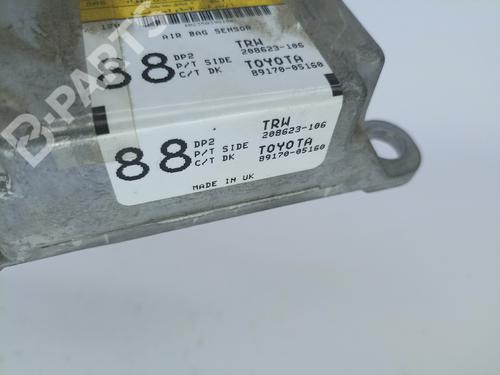 AIR BAG SENSOR
88 DP2 TRW
P/T SIDE 208623-106
C/T DK TOYOTA
89170-05160
88 DP2 TRW
P/T SIDE 208623-106
C/T DK TOYOTA
89170-05160
MADE IN UK
B-PARTS